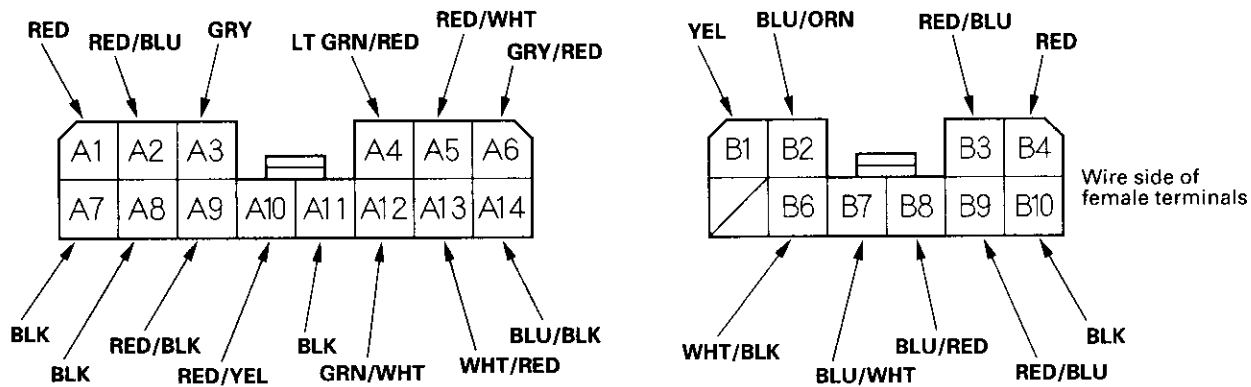 RED RED/BLU GRY LT GRN/RED RED/WHT GRY/RED
A1 A2 A3 A4 A5 A6
A7 A8 A9 A10 A11 A12 A13 A14
BLK BLK RED/BLK RED/YEL BLK GRN/WHT WHT/RED BLU/BLK
YEL BLU/ORN RED/BLU RED
B1 B2 B3 B4
B6 B7 B8 B9 B10
WHT/BLK BLU/WHT BLU/RED RED/BLU BLK
Wire side of
female terminals